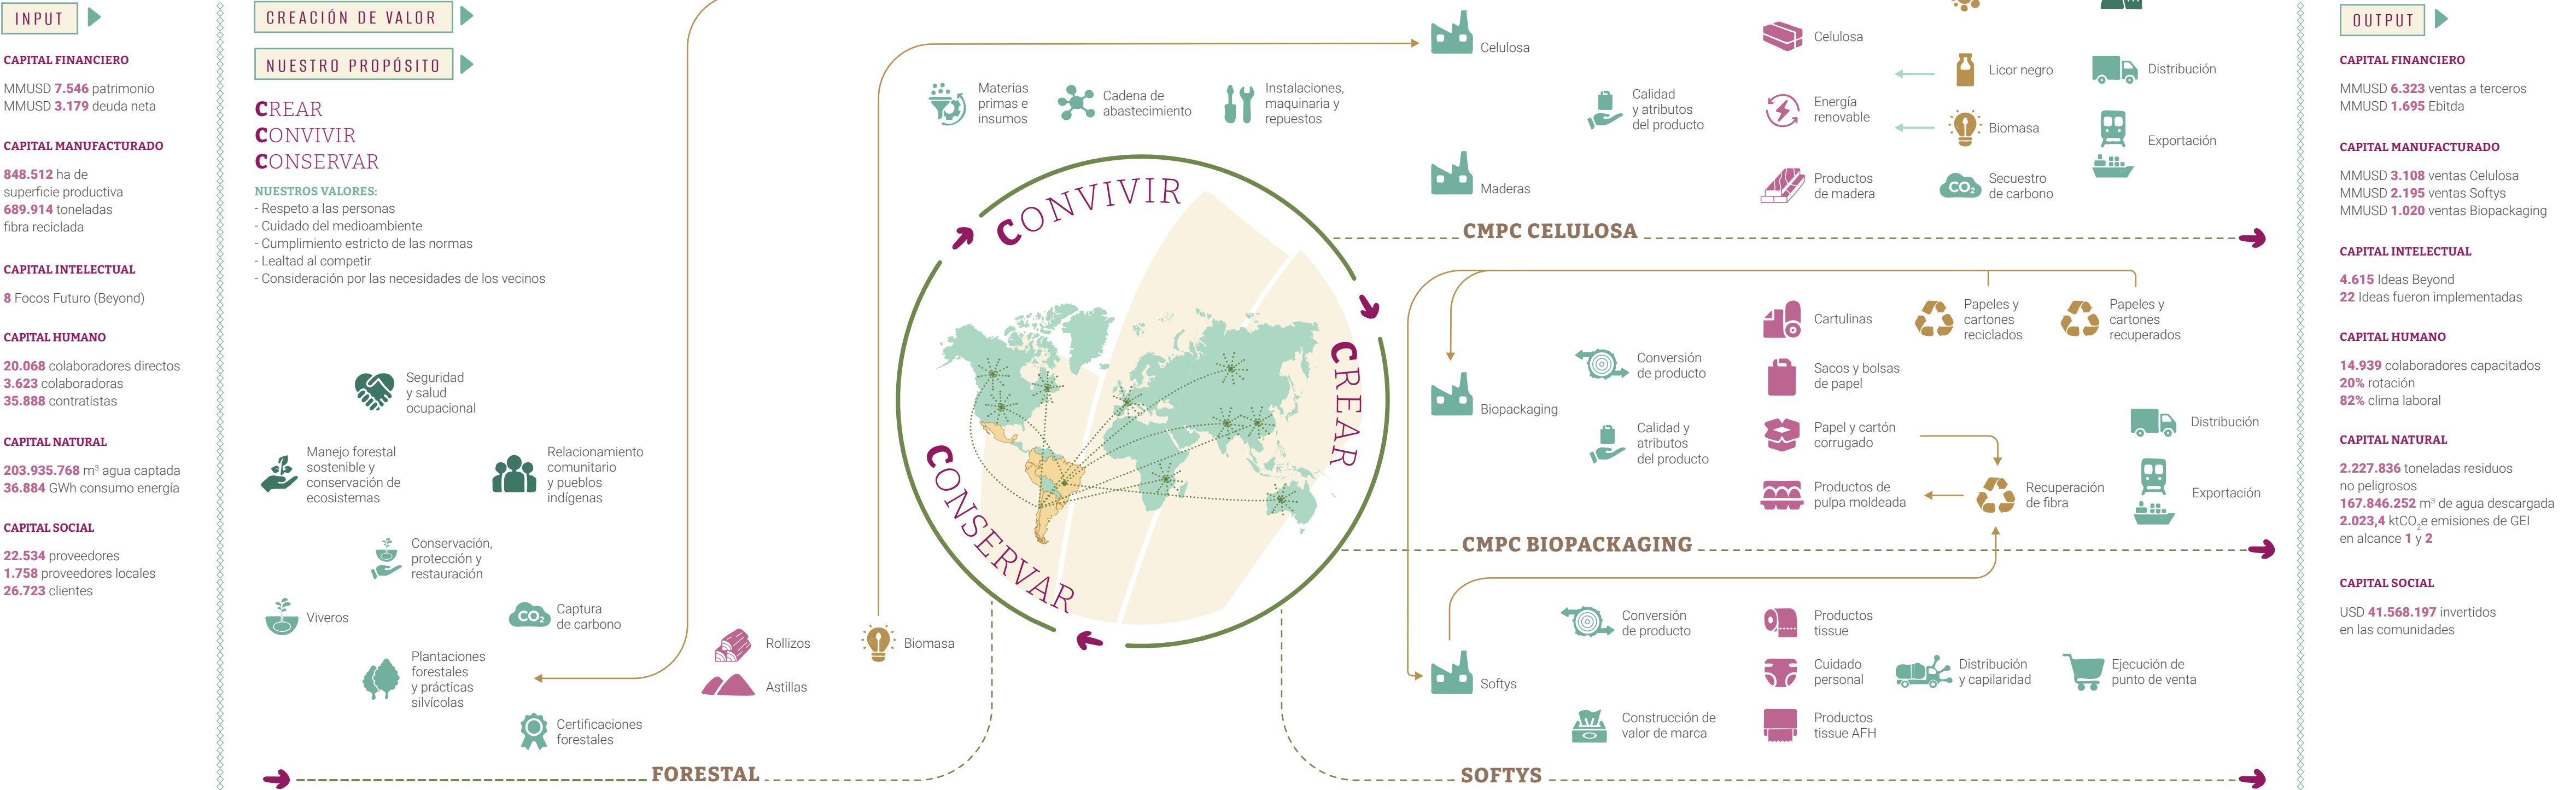 INPUT
CAPITAL FINANCIERO
MMUSD 7.546 patrimonio
MMUSD 3.179 deuda neta
CAPITAL MANUFACTURADO
848.512 ha de
superficie productiva
689.914 toneladas
fibra reciclada
CAPITAL INTELECTUAL
8 Focos Futuro (Beyond)
CAPITAL HUMANO
20.068 colaboradores directos
3.623 colaboradoras
35.888 contratistas
CAPITAL NATURAL
203.935.768 m³ agua captada
36.884 GWh consumo energía
CAPITAL SOCIAL
22.534 proveedores
1.758 proveedores locales
26.723 clientes
CREACIÓN DE VALOR
NUESTRO PROPÓSITO
CREAR
CONVIVIR
CONSERVAR
NUESTROS VALORES:
- Respeto a las personas
- Cuidado del medioambiente
- Cumplimiento estricto de las normas
- Lealtad al competir
- Consideración por las necesidades de los vecinos
Seguridad
y salud
ocupacional
Manejo forestal
sostenible y
conservación de
ecosistemas
Relacionamiento
comunitario
y pueblos
indígenas
Conservación,
protección y
restauración
Viveros
CO₂
Captura
de carbono
Plantaciones
forestales
y prácticas
silvícolas
Certificaciones
forestales
Rollizos
Astillas
Biomasa
FORESTAL
Materias
primas e
insumos
Cadena de
abastecimiento
Instalaciones,
maquinaria y
repuestos
CONVIVIR
CREAR
CONSERVAR
Celulosa
Maderas
Calidad
y atributos
del producto
Celulosa
Energía
renovable
Productos
de madera
Licor negro
Biomasa
CO₂
Secuestro
de carbono
Distribución
Exportación
CMPC CELULOSA
Biopackaging
Conversión
de producto
Calidad y
atributos
del producto
Cartulinas
Sacos y bolsas
de papel
Papel y cartón
corrugado
Productos de
pulpa moldeada
Papeles y
cartones
reciclados
Papeles y
cartones
recuperados
Recuperación
de fibra
Distribución
Exportación
CMPC BIOPACKAGING
Softys
Conversión
de producto
Construcción de
valor de marca
Productos
tissue
Cuidado
personal
Productos
tissue AFH
Distribución
y capilaridad
Ejecución de
punto de venta
SOFTYS
OUTPUT
CAPITAL FINANCIERO
MMUSD 6.323 ventas a terceros
MMUSD 1.695 Ebitda
CAPITAL MANUFACTURADO
MMUSD 3.108 ventas Celulosa
MMUSD 2.195 ventas Softys
MMUSD 1.020 ventas Biopackaging
CAPITAL INTELECTUAL
4.615 Ideas Beyond
22 Ideas fueron implementadas
CAPITAL HUMANO
14.939 colaboradores capacitados
20% rotación
82% clima laboral
CAPITAL NATURAL
2.227.836 toneladas residuos
no peligrosos
167.846.252 m³ de agua descargada
2.023,4 ktCO₂e emisiones de GEI
en alcance 1 y 2
CAPITAL SOCIAL
USD 41.568.197 invertidos
en las comunidades